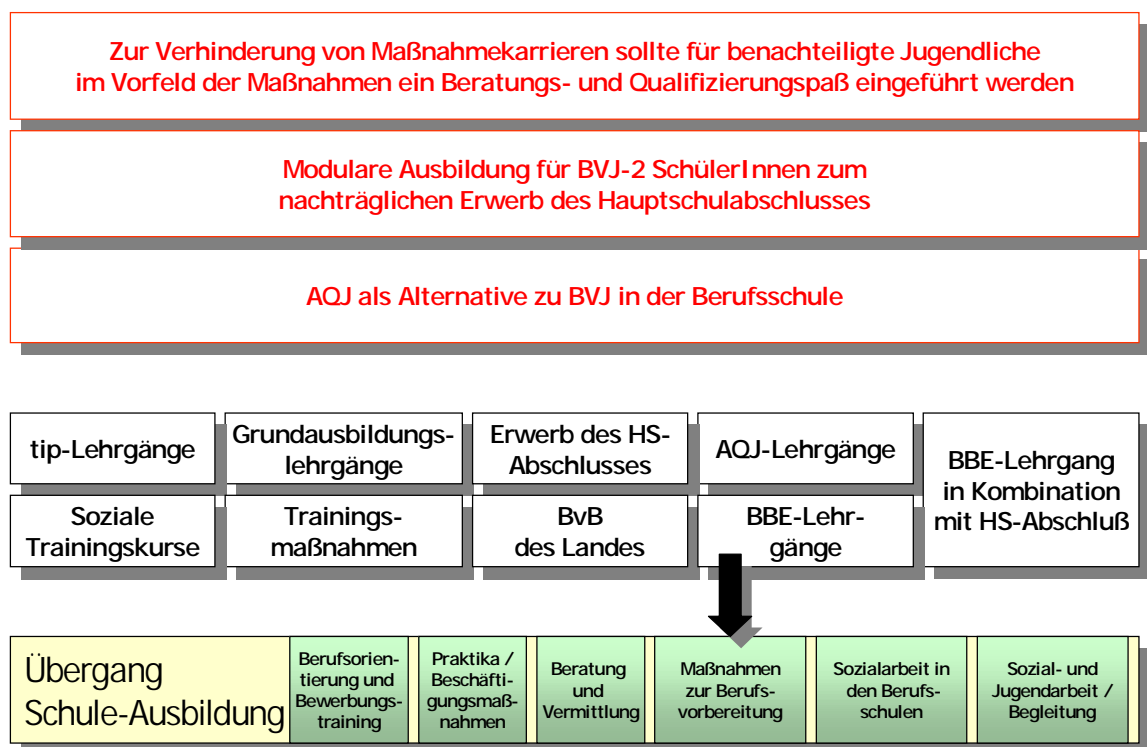 Zur Verhinderung von Maßnahmekarrieren sollte für benachteiligte Jugendliche
im Vorfeld der Maßnahmen ein Beratungs- und Qualifizierungspaß eingeführt werden
Modulare Ausbildung für BVJ-2 SchülerInnen zum
nachträglichen Erwerb des Hauptschulabschlusses
AQJ als Alternative zu BVJ in der Berufsschule
tip-Lehrgänge
Grundausbildungs-
lehrgänge
Erwerb des HS-
Abschlusses
AQJ-Lehrgänge
BBE-Lehrgang
in Kombination
mit HS-Abschluß
Soziale
Trainingskurse
Trainings-
maßnahmen
BvB
des Landes
BBE-Lehr-
gänge
Übergang
Schule-Ausbildung
Berufsorien-
tierung und
Bewerbungs-
training
Praktika /
Beschäfti-
gungsmaß-
nahmen
Beratung
und
Vermittlung
Maßnahmen
zur Berufs-
vorbereitung
Sozialarbeit in
den Berufs-
schulen
Sozial- und
Jugendarbeit /
Begleitung